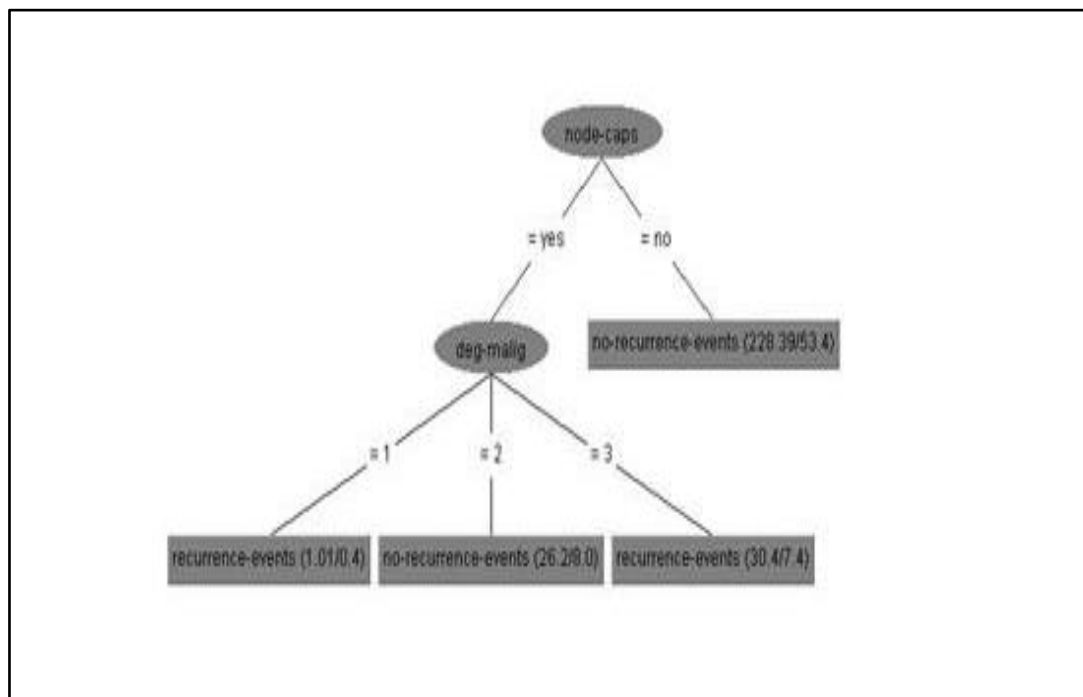 node-caps
= yes
= no
deg-malig
no-recurrence-events (228.39/53.4)
= 1
= 2
= 3
recurrence-events (1.01/0.4)
no-recurrence-events (26.2/8.0)
recurrence-events (30.4/7.4)